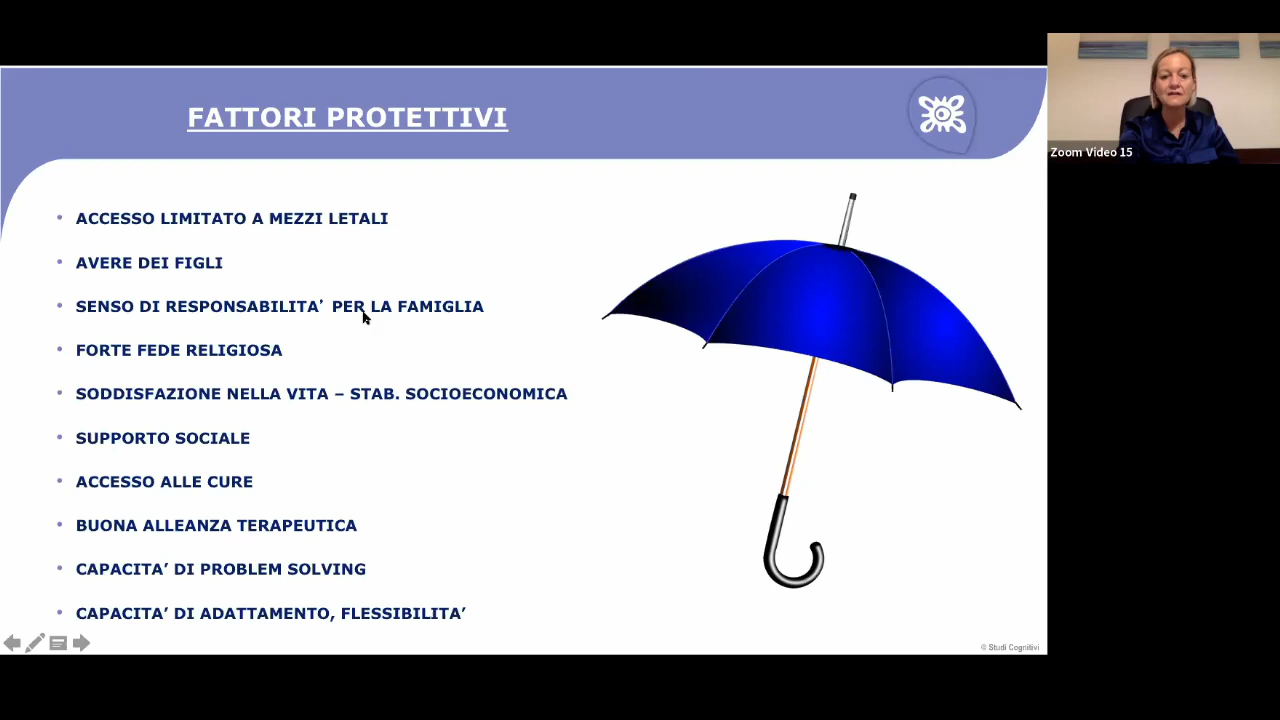 FATTORI PROTETTIVI
Zoom Video 15
• ACCESSO LIMITATO A MEZZI LETALI
• AVERE DEI FIGLI
• SENSO DI RESPONSABILITA’ PER LA FAMIGLIA
• FORTE FEDE RELIGIOSA
• SODDISFAZIONE NELLA VITA – STAB. SOCIOECONOMICA
• SUPPORTO SOCIALE
• ACCESSO ALLE CURE
• BUONA ALLEANZA TERAPEUTICA
• CAPACITA’ DI PROBLEM SOLVING
• CAPACITA’ DI ADATTAMENTO, FLESSIBILITA’
© Studi Cognitivi